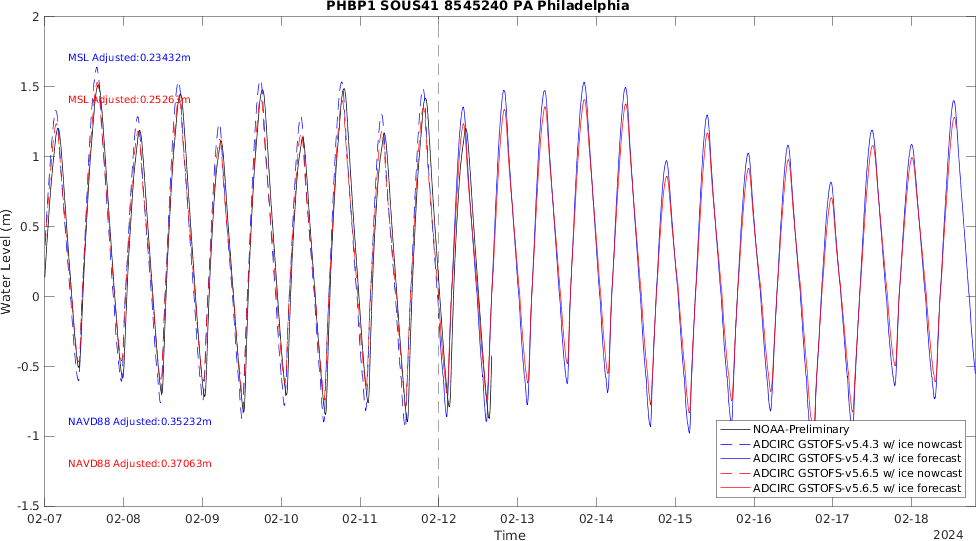 PHBP1 SOUS41 8545240 PA Philadelphia
2
1.5
1
0.5
0
-0.5
-1
-1.5
Water Level (m)
MSL Adjusted:0.23432m
MSL Adjusted:0.25263m
NAVD88 Adjusted:0.35232m
NAVD88 Adjusted:0.37063m
NOAA-Preliminary
ADCIRC GSTOFS-v5.4.3 w/ ice nowcast
ADCIRC GSTOFS-v5.4.3 w/ ice forecast
ADCIRC GSTOFS-v5.6.5 w/ ice nowcast
ADCIRC GSTOFS-v5.6.5 w/ ice forecast
02-07 02-08 02-09 02-10 02-11 02-12 02-13 02-14 02-15 02-16 02-17 02-18
Time
2024